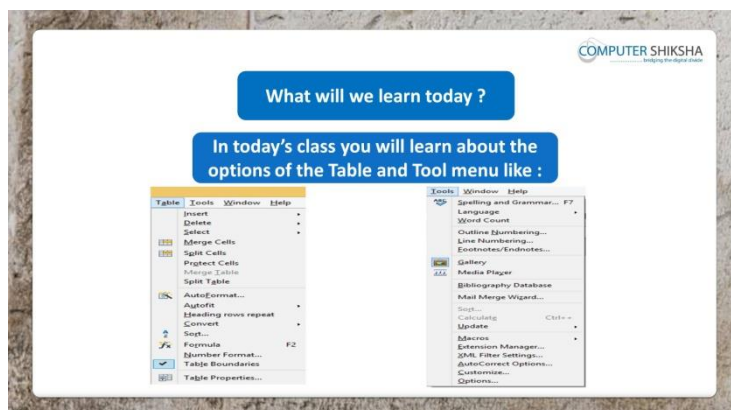 COMPUTER SHIKSHA
bridging the digital divide
What will we learn today ?
In today's class you will learn about the
options of the Table and Tool menu like :
Table Tools Window Help
Insert
Delete
Select
Merge Cells
Split Cells
Protect Cells
Merge Table
Split Table
AutoFormat...
Autofit
Heading rows repeat
Convert
Sort...
Formula F2
Number Format...
Table Boundaries
Table Properties...
Tools Window Help
Spelling and Grammar... F7
Language
Word Count
Outline Numbering...
Line Numbering...
Footnotes/Endnotes...
Gallery
Media Player
Bibliography Database
Mail Merge Wizard...
Sort...
Calculate Ctrl++
Update
Macros
Extension Manager...
XML Filter Settings...
AutoCorrect Options...
Customize...
Options...